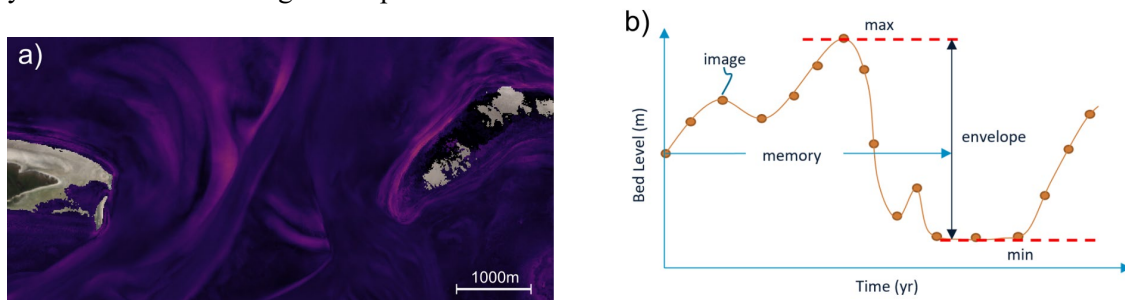 a)
1000m
b)
max
image
envelope
memory
min
Bed Level (m)
Time (yr)